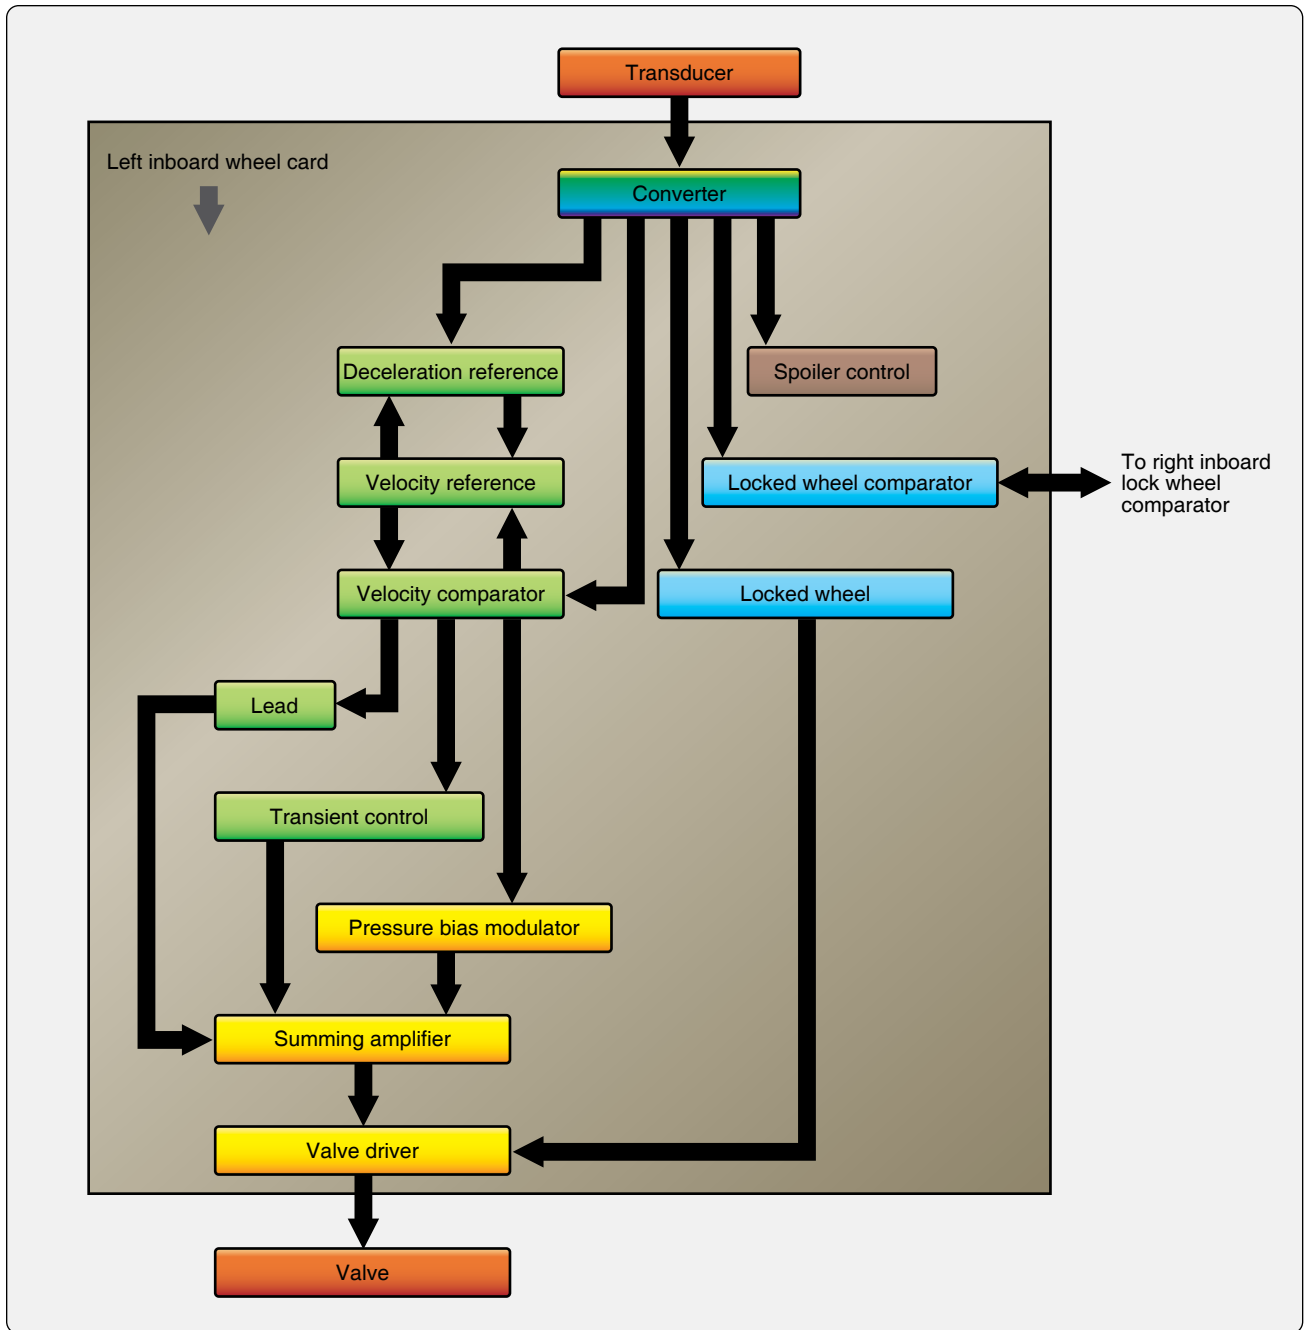 Transducer
Left inboard wheel card
Converter
Deceleration reference
Spoiler control
Velocity reference
Locked wheel comparator
To right inboard
lock wheel
comparator
Velocity comparator
Locked wheel
Lead
Transient control
Pressure bias modulator
Summing amplifier
Valve driver
Valve